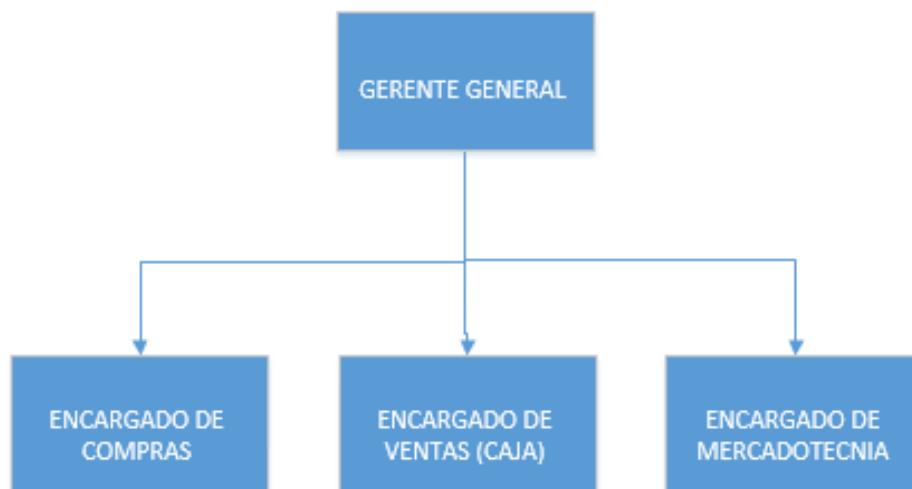 GERENTE GENERAL
ENCARGADO DE
COMPRAS
ENCARGADO DE
VENTAS (CAJA)
ENCARGADO DE
MERCADOTECNIA